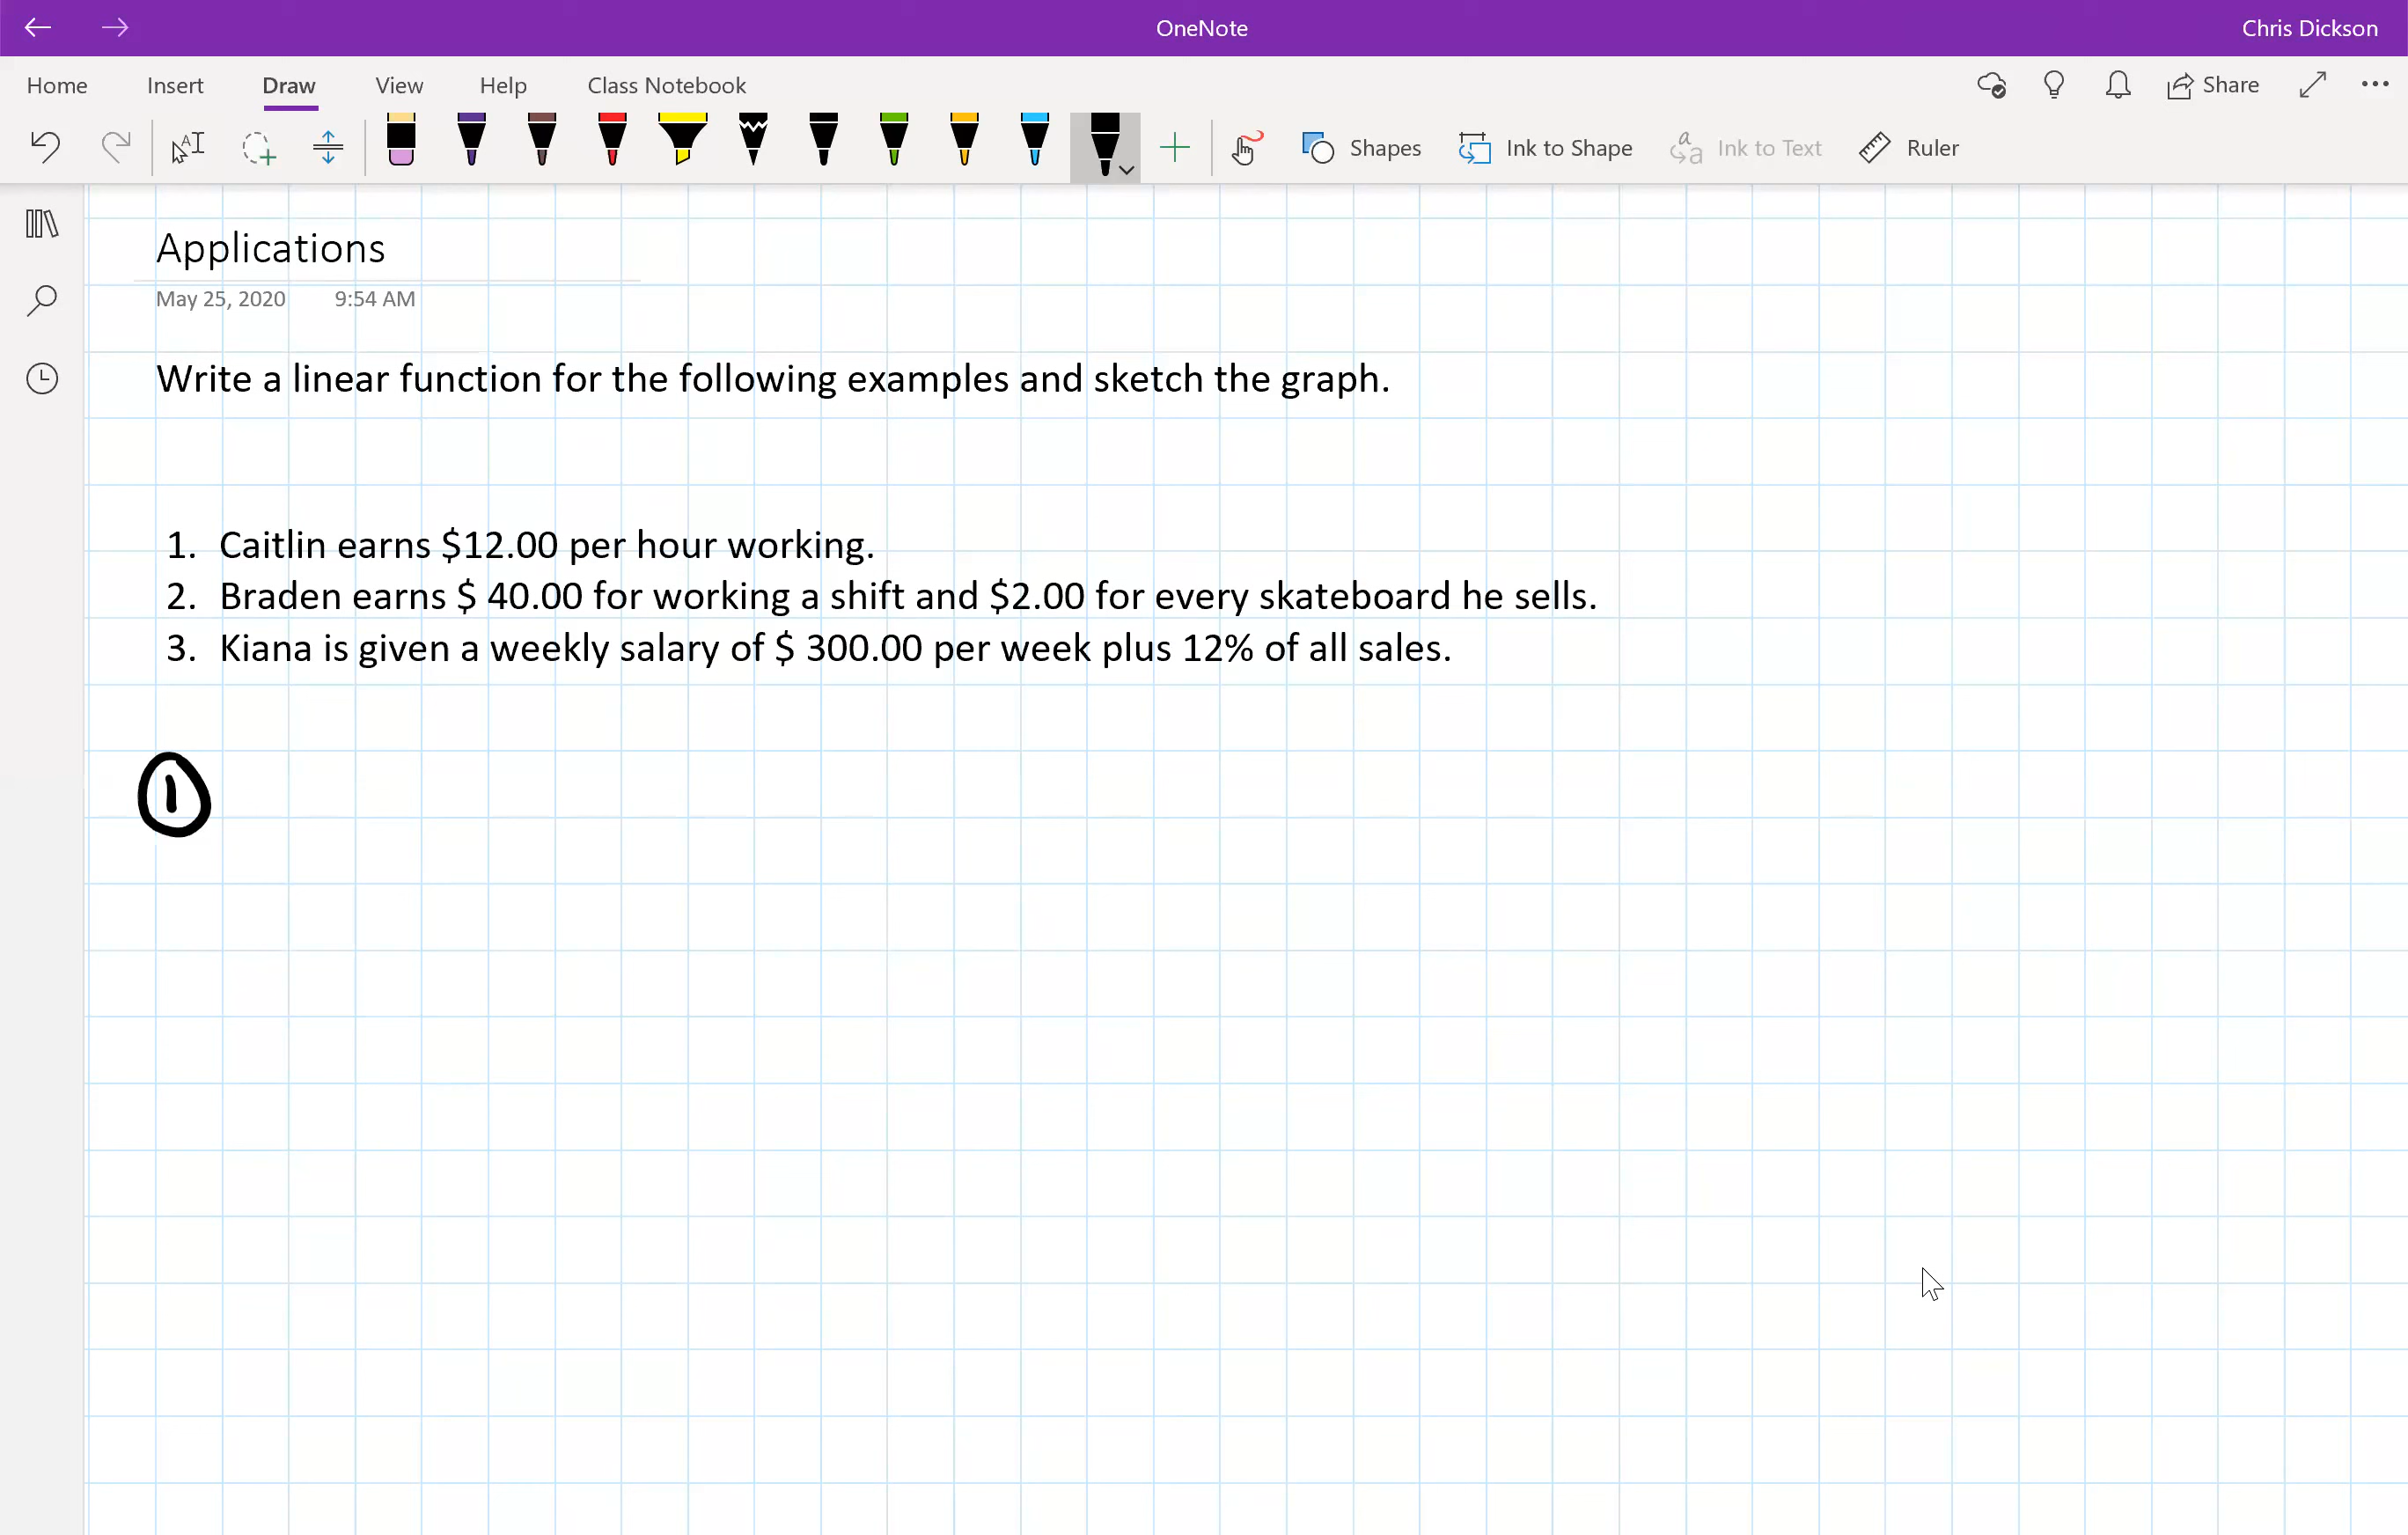 OneNote
Chris Dickson
Home Insert Draw View Help Class Notebook Share
Shapes Ink to Shape Ink to Text Ruler
Applications
May 25, 2020 9:54 AM
Write a linear function for the following examples and sketch the graph.
1. Caitlin earns $12.00 per hour working.
2. Braden earns $ 40.00 for working a shift and $2.00 for every skateboard he sells.
3. Kiana is given a weekly salary of $ 300.00 per week plus 12% of all sales.
1